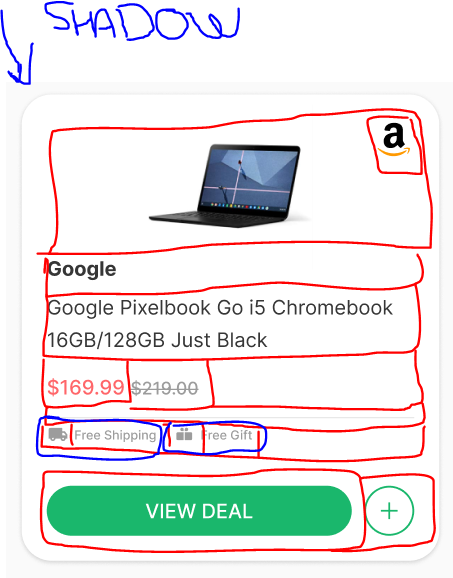 SHADOW
a
Google
Google Pixelbook Go i5 Chromebook
16GB/128GB Just Black
$169.99 $219.00
Free Shipping Free Gift
VIEW DEAL +